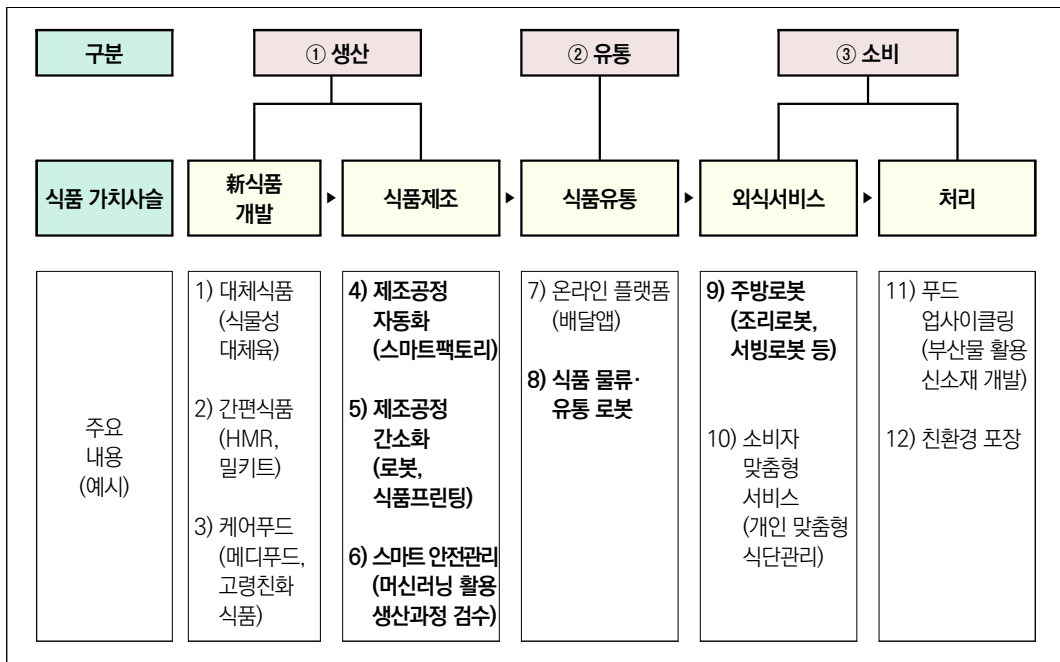 구분
① 생산
② 유통
③ 소비
식품 가치사슬
新식품
개발
▶
식품제조
▶
식품유통
▶
외식서비스
▶
처리
주요
내용
(예시)
1) 대체식품
(식물성
대체육)
2) 간편식품
(HMR,
밀키트)
3) 케어푸드
(메디푸드,
고령친화
식품)
4) 제조공정
자동화
(스마트팩토리)
5) 제조공정
간소화
(로봇,
식품프린팅)
6) 스마트 안전관리
(머신러닝 활용
생산과정 검수)
7) 온라인 플랫폼
(배달앱)
8) 식품 물류·
유통 로봇
9) 주방로봇
(조리로봇,
서빙로봇 등)
10) 소비자
맞춤형
서비스
(개인 맞춤형
식단관리)
11) 푸드
업사이클링
(부산물 활용
신소재 개발)
12) 친환경 포장